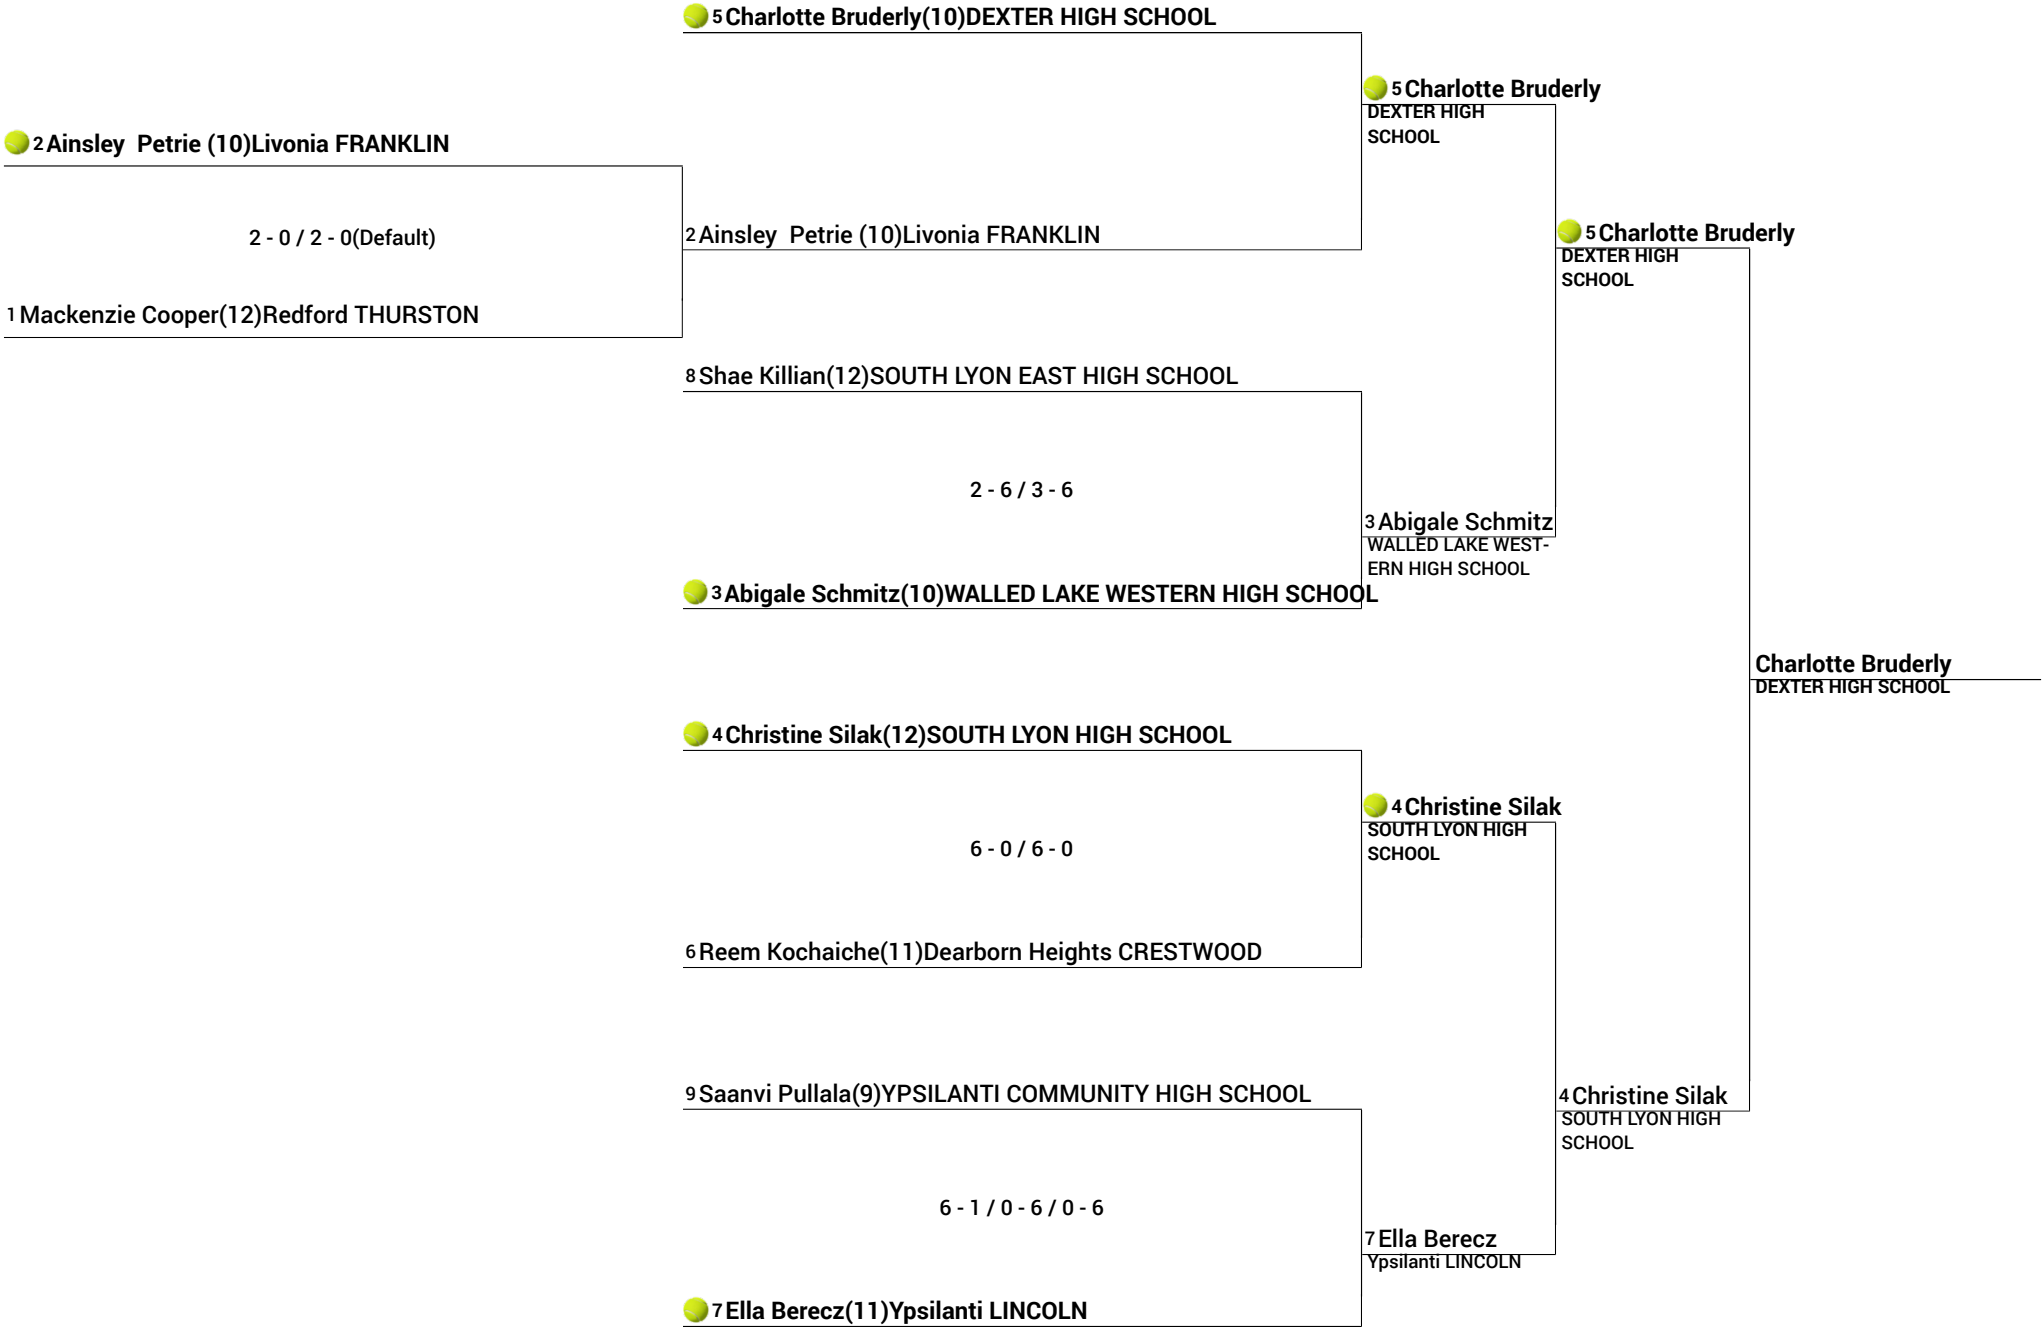 5 Charlotte Bruderly(10)DEXTER HIGH SCHOOL
5 Charlotte Bruderly
DEXTER HIGH
SCHOOL
2 Ainsley  Petrie (10)Livonia FRANKLIN
2 - 0 / 2 - 0(Default)
2 Ainsley  Petrie (10)Livonia FRANKLIN
5 Charlotte Bruderly
DEXTER HIGH
SCHOOL
1 Mackenzie Cooper(12)Redford THURSTON
8 Shae Killian(12)SOUTH LYON EAST HIGH SCHOOL
2 - 6 / 3 - 6
3 Abigale Schmitz
WALLED LAKE WEST-
ERN HIGH SCHOOL
3 Abigale Schmitz(10)WALLED LAKE WESTERN HIGH SCHOOL
Charlotte Bruderly
DEXTER HIGH SCHOOL
4 Christine Silak(12)SOUTH LYON HIGH SCHOOL
4 Christine Silak
SOUTH LYON HIGH
SCHOOL
6 - 0 / 6 - 0
6 Reem Kochaiche(11)Dearborn Heights CRESTWOOD
9 Saanvi Pullala(9)YPSILANTI COMMUNITY HIGH SCHOOL
4 Christine Silak
SOUTH LYON HIGH
SCHOOL
6 - 1 / 0 - 6 / 0 - 6
7 Ella Berecz
Ypsilanti LINCOLN
7 Ella Berecz(11)Ypsilanti LINCOLN